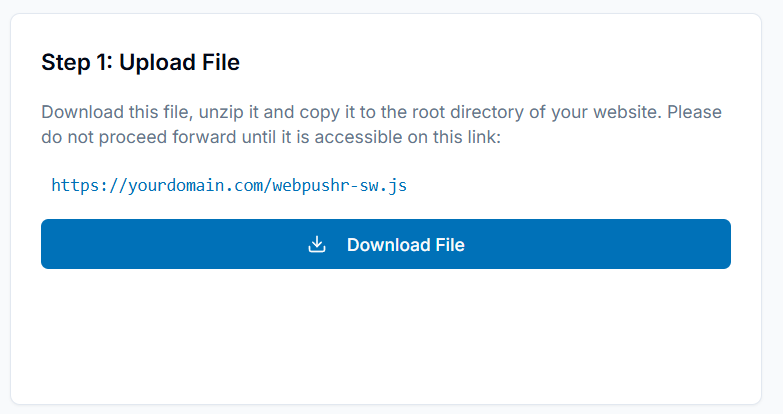 Step 1: Upload File
Download this file, unzip it and copy it to the root directory of your website. Please
do not proceed forward until it is accessible on this link:
https://yourdomain.com/webpushr-sw.js
Download File